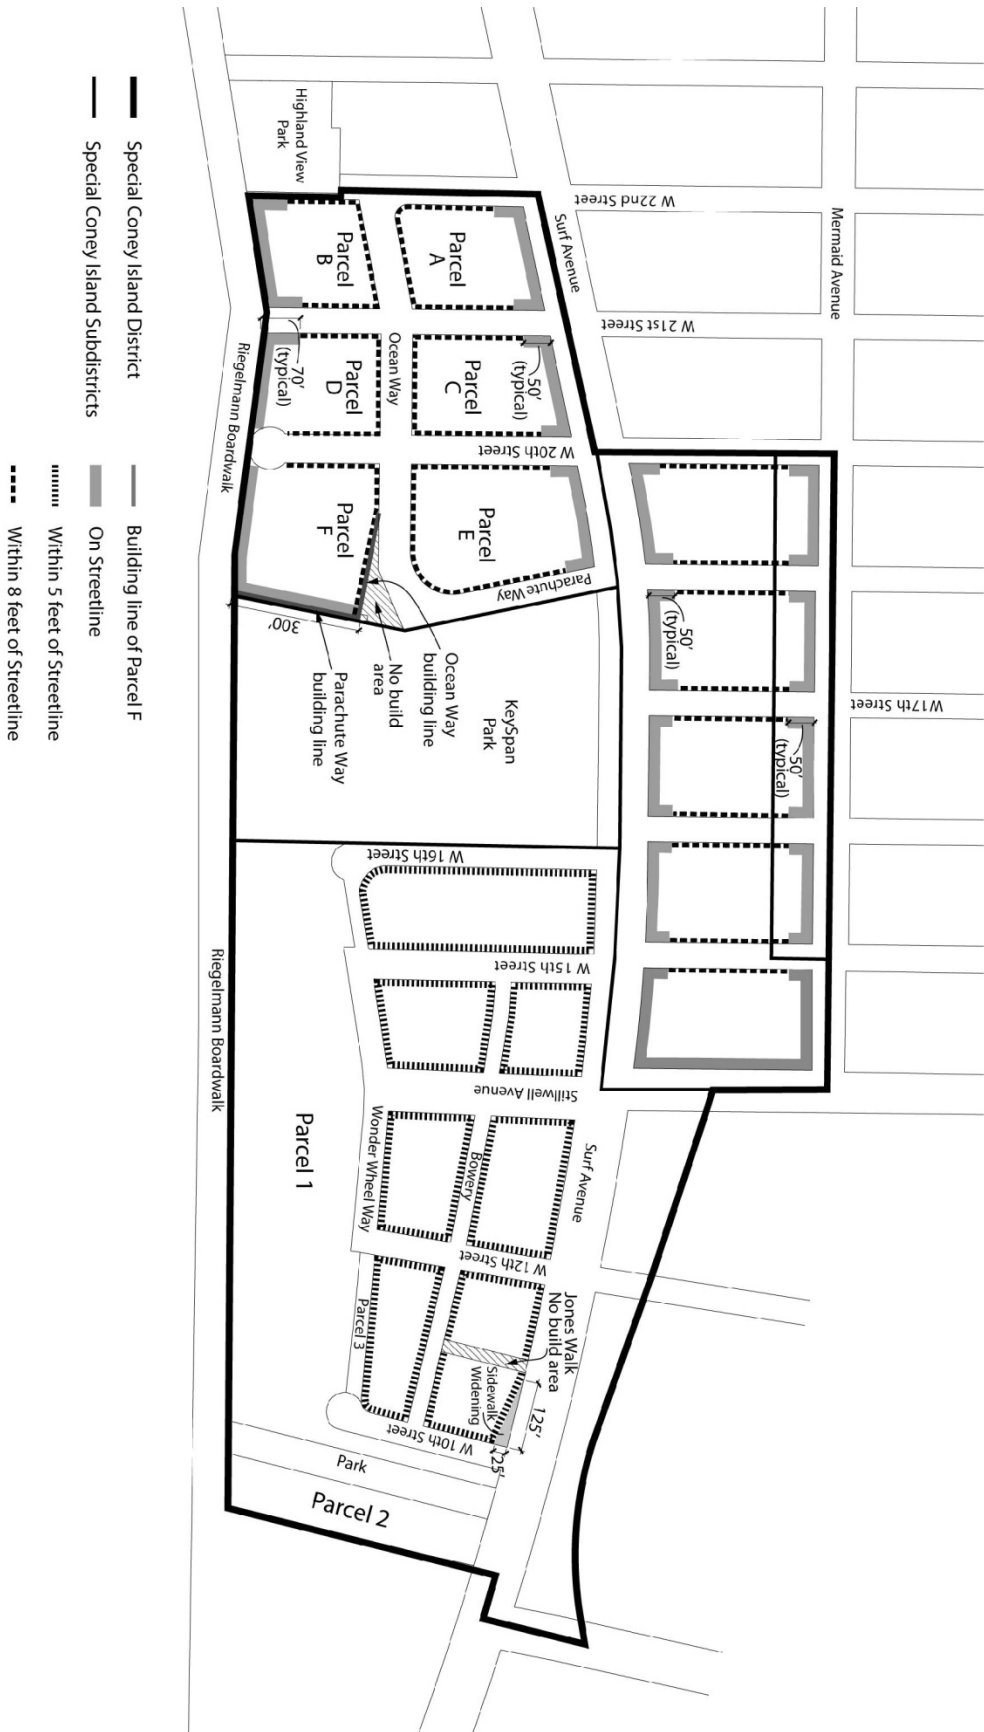 Mermaid Avenue
W 22nd Street
W 21st Street
W17th Street
Surf Avenue
Highland View
Park
Parcel
A
Parcel
B
Parcel
C
Parcel
D
Parcel
E
Parcel
F
Ocean Way
W 20th Street
Parachute Way
50'
(typical)
70'
(typical)
50'
(typical)
50'
(typical)
Riegelmann Boardwalk
300'
Ocean Way
building line
No build
area
Parachute Way
building line
KeySpan
Park
W 16th Street
W 15th Street
Stillwell Avenue
Surf Avenue
Bowery
Wonder Wheel Way
W 12th Street
Jones Walk
No build area
Sidewalk
Widening
125'
25'
W 10th Street
Parcel 3
Park
Parcel 1
Parcel 2
Riegelmann Boardwalk
Special Coney Island District
Special Coney Island Subdistricts
Building line of Parcel F
On Streetline
Within 5 feet of Streetline
Within 8 feet of Streetline